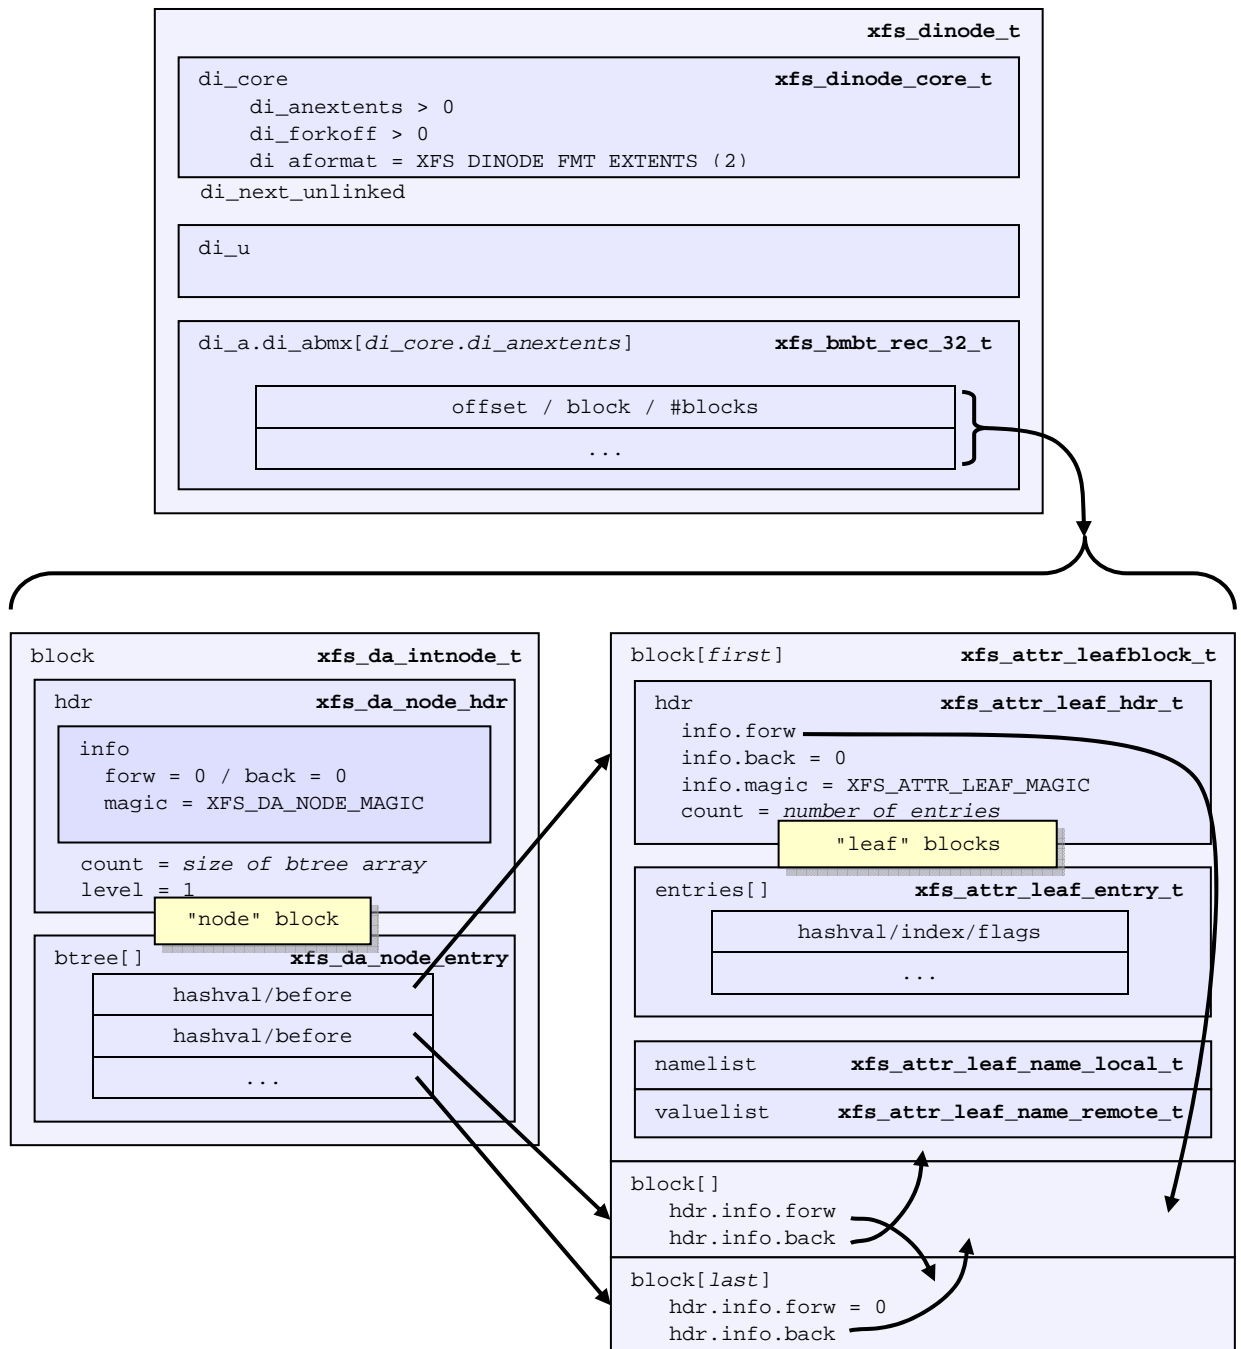 xfs_dinode_t
di_core xfs_dinode_core_t
di_anextents > 0
di_forkoff > 0
di_aformat = XFS_DINODE_FMT_EXTENTS (2)
di_next_unlinked
di_u
di_a.di_abmx[di_core.di_anextents] xfs_bmbt_rec_32_t
offset / block / #blocks
...
block xfs_da_intnode_t
hdr xfs_da_node_hdr
info
forw = 0 / back = 0
magic = XFS_DA_NODE_MAGIC
count = size of btree array
level = 1
"node" block
btree[] xfs_da_node_entry
hashval/before
hashval/before
...
block[first] xfs_attr_leafblock_t
hdr xfs_attr_leaf_hdr_t
info.forw
info.back = 0
info.magic = XFS_ATTR_LEAF_MAGIC
count = number of entries
"leaf" blocks
entries[] xfs_attr_leaf_entry_t
hashval/index/flags
...
namelist xfs_attr_leaf_name_local_t
valuelist xfs_attr_leaf_name_remote_t
block[]
hdr.info.forw
hdr.info.back
block[last]
hdr.info.forw = 0
hdr.info.back